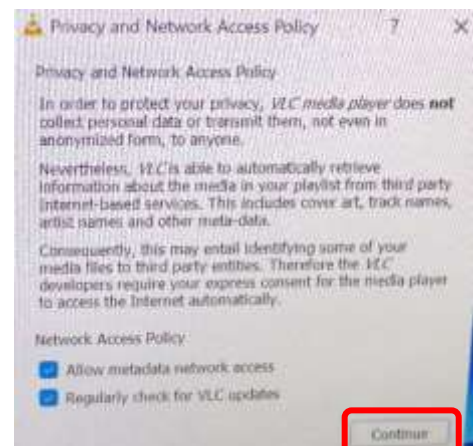 Privacy and Network Access Policy ? ×
Privacy and Network Access Policy
In order to protect your privacy, VLC media player does not
collect personal data or transmit them, not even in
anonymized form, to anyone.
Nevertheless, VLC is able to automatically retrieve
information about the media in your playlist from third party
Internet-based services. This includes cover art, track names,
artist names and other meta-data.
Consequently, this may entail identifying some of your
media files to third party entities. Therefore the VLC
developers require your express consent for the media player
to access the Internet automatically.
Network Access Policy
Allow metadata network access
Regularly check for VLC updates
Continue